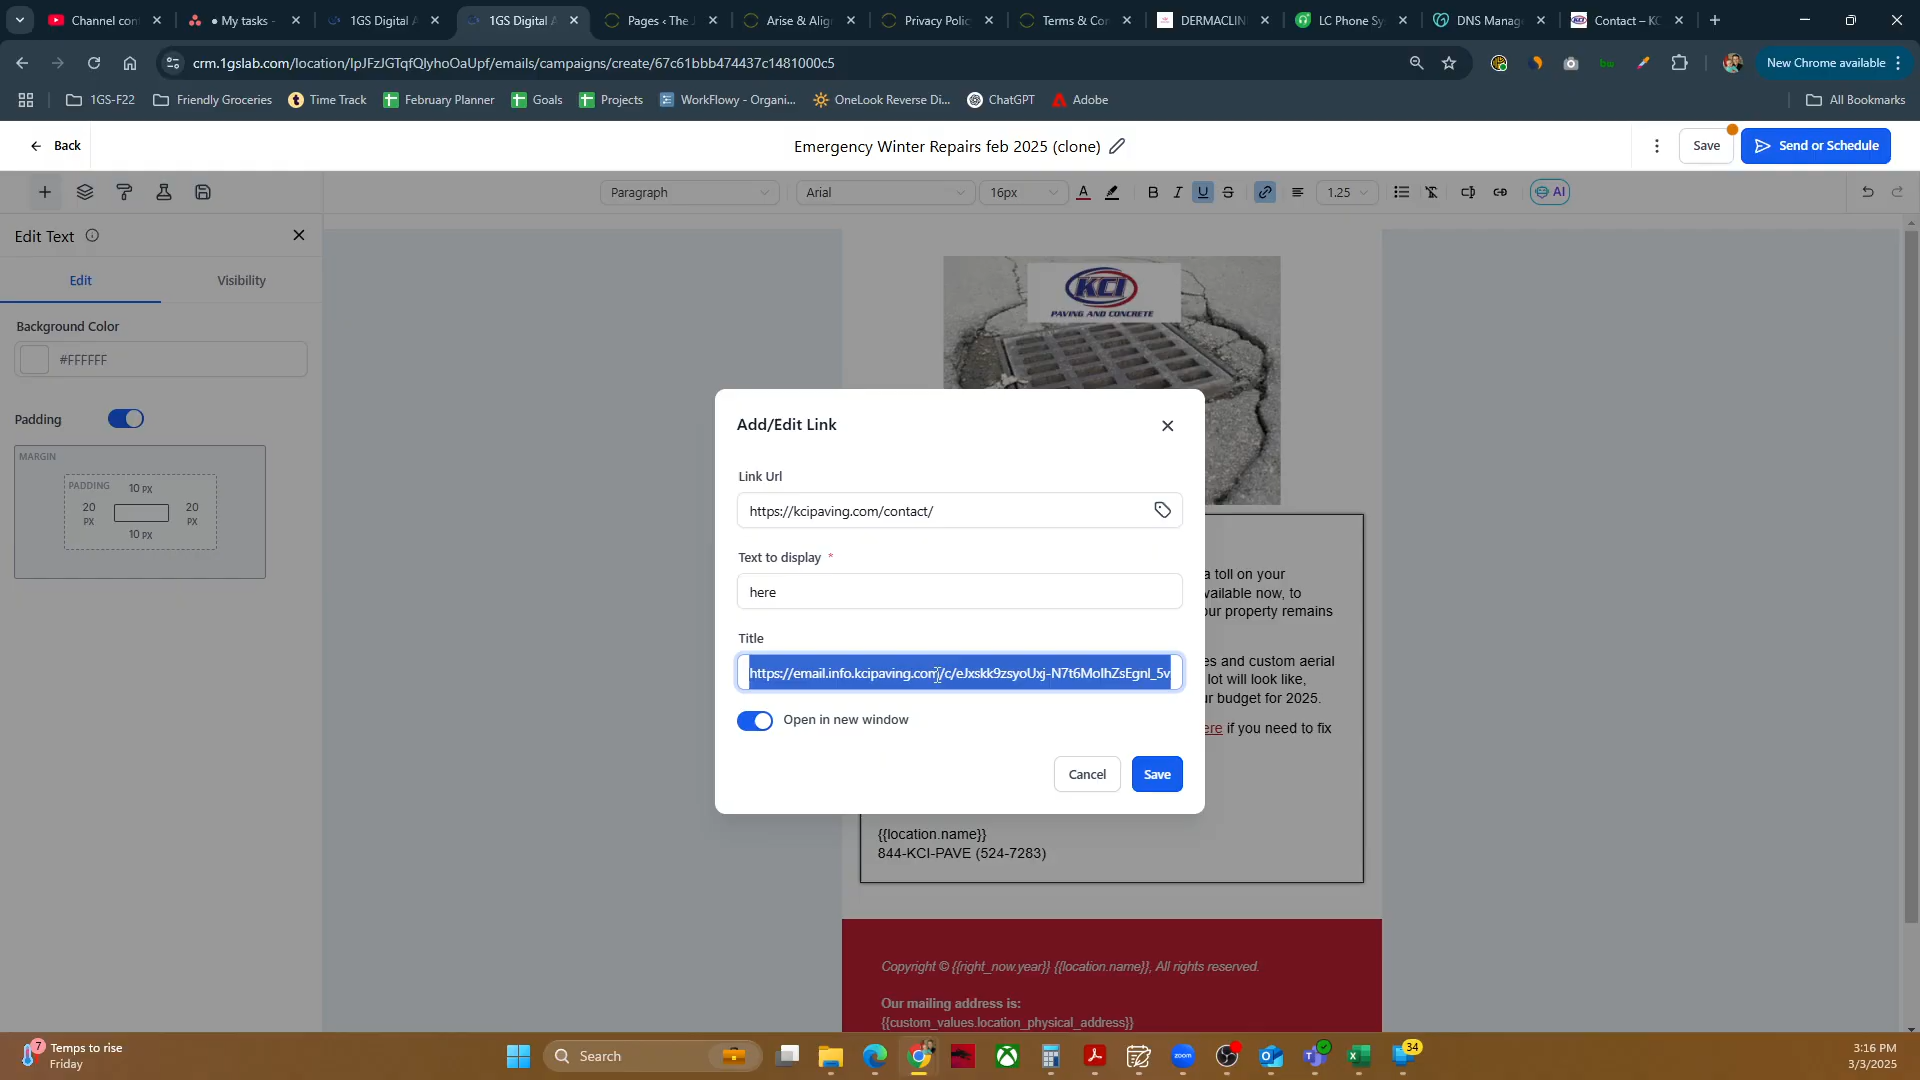 Channel con
• My tasks -
1GS Digital A
1GS Digital A
Pages ‹ The J
Arise & Align
Privacy Polic
Terms & Con
DERMACLIN
LC Phone Sy
DNS Manag
Contact – KC
crm.1gslab.com/location/lpJFzJGTqfQlyhoOaUpf/emails/campaigns/create/67c61bbb474437c1481000c5
New Chrome available
1GS-F22
Friendly Groceries
Time Track
February Planner
Goals
Projects
WorkFlowy - Organi...
OneLook Reverse Di...
ChatGPT
Adobe
All Bookmarks
Back
Emergency Winter Repairs feb 2025 (clone)
Save
Send or Schedule
Paragraph
Arial
16px
A
B
I
U
S
1.25
AI
Edit Text
Edit
Visibility
Background Color
#FFFFFF
Padding
MARGIN
PADDING
10 PX
20 PX
20 PX
10 PX
KCI
PAVING AND CONCRETE
Add/Edit Link
Link Url
https://kcipaving.com/contact/
Text to display *
here
Title
https://email.info.kcipaving.com/c/eJxskk9zsyoUxj-N7t6MolhZsEgnl_5v
Open in new window
Cancel
Save
a toll on your
vailable now, to
our property remains
es and custom aerial
lot will look like,
ur budget for 2025.
ere if you need to fix
{{location.name}}
844-KCI-PAVE (524-7283)
Copyright © {{right_now.year}} {{location.name}}, All rights reserved.
Our mailing address is:
{{custom_values.location_physical_address}}
7
Temps to rise
Friday
Search
zoom
34
3:16 PM
3/3/2025